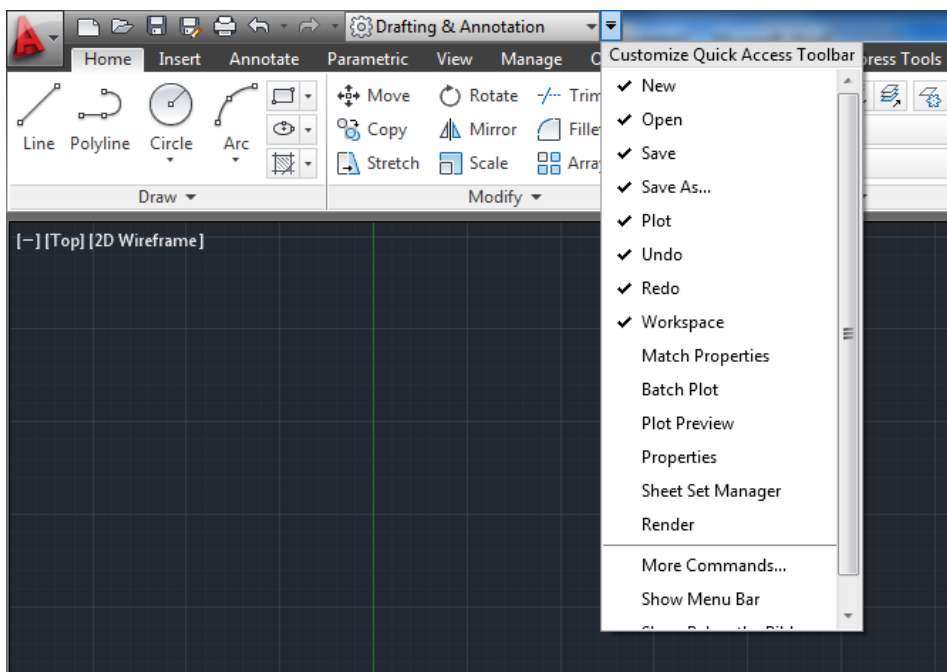 Drafting & Annotation
Home Insert Annotate Parametric View Manage
Customize Quick Access Toolbar
Tools
Line Polyline Circle Arc
Move Rotate Trim
Copy Mirror
Stretch Scale
Draw
Modify
New
Open
Save
Save As...
Plot
Undo
Redo
Workspace
Match Properties
Batch Plot
Plot Preview
Properties
Sheet Set Manager
Render
More Commands...
Show Menu Bar
[−] [Top] [2D Wireframe]